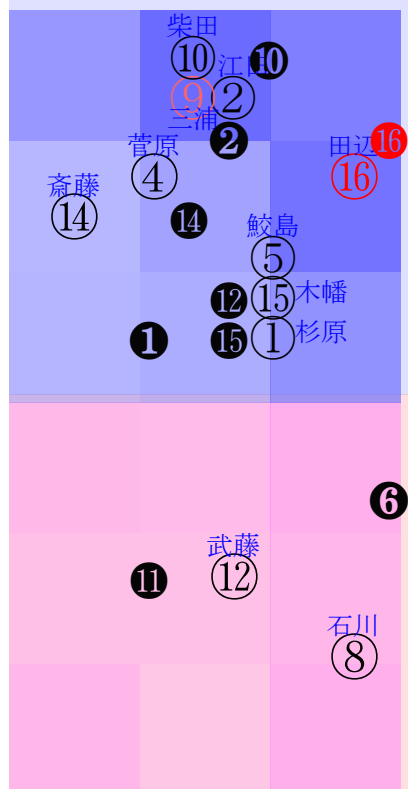 柴田
⑩ ❿
江田
⑨ ②
三浦
❷
菅原 田辺 16
④ ⑯
斎藤
⑭ ⓮
鮫島
⑤
⓬ ⑮ 木幡
❶ ⓯ ① 杉原
❻
武藤
⓫ ⑫
石川
⑧